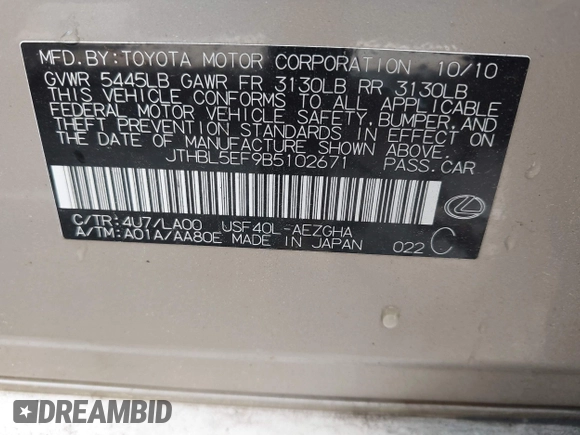 MFD.BY:TOYOTA MOTOR CORPORATION 10/10
GVWR 5445LB GAWR FR 3130LB RR 3130LB
THIS VEHICLE CONFORMS TO ALL APPLICABLE
FEDERAL MOTOR VEHICLE SAFETY,BUMPER,AND
THEFT PREVENTION STANDARDS IN EFFECT ON
THE DATE OF MANUFACTURE SHOWN ABOVE.
JTHBL5EF9B5102671 PASS.CAR
C/TR:4U7/LA00 USF40L-AEZGHA
A/TM:A01A/AA80E MADE IN JAPAN 022 C
DREAMBID